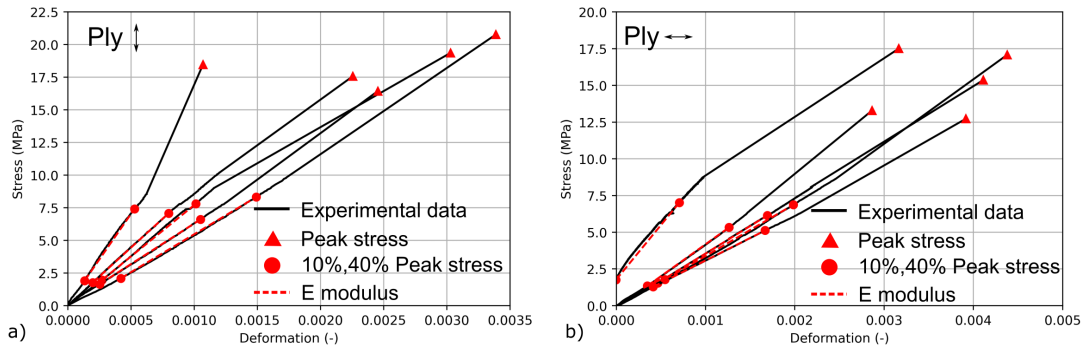 22.5
20.0
17.5
15.0
12.5
10.0
7.5
5.0
2.5
0.0
Stress (MPa)
Ply
Experimental data
Peak stress
10%,40% Peak stress
E modulus
0.0000 0.0005 0.0010 0.0015 0.0020 0.0025 0.0030 0.0035
Deformation (-)
a)
20.0
17.5
15.0
12.5
10.0
7.5
5.0
2.5
0.0
Stress (MPa)
Ply
Experimental data
Peak stress
10%,40% Peak stress
E modulus
0.000 0.001 0.002 0.003 0.004 0.005
Deformation (-)
b)